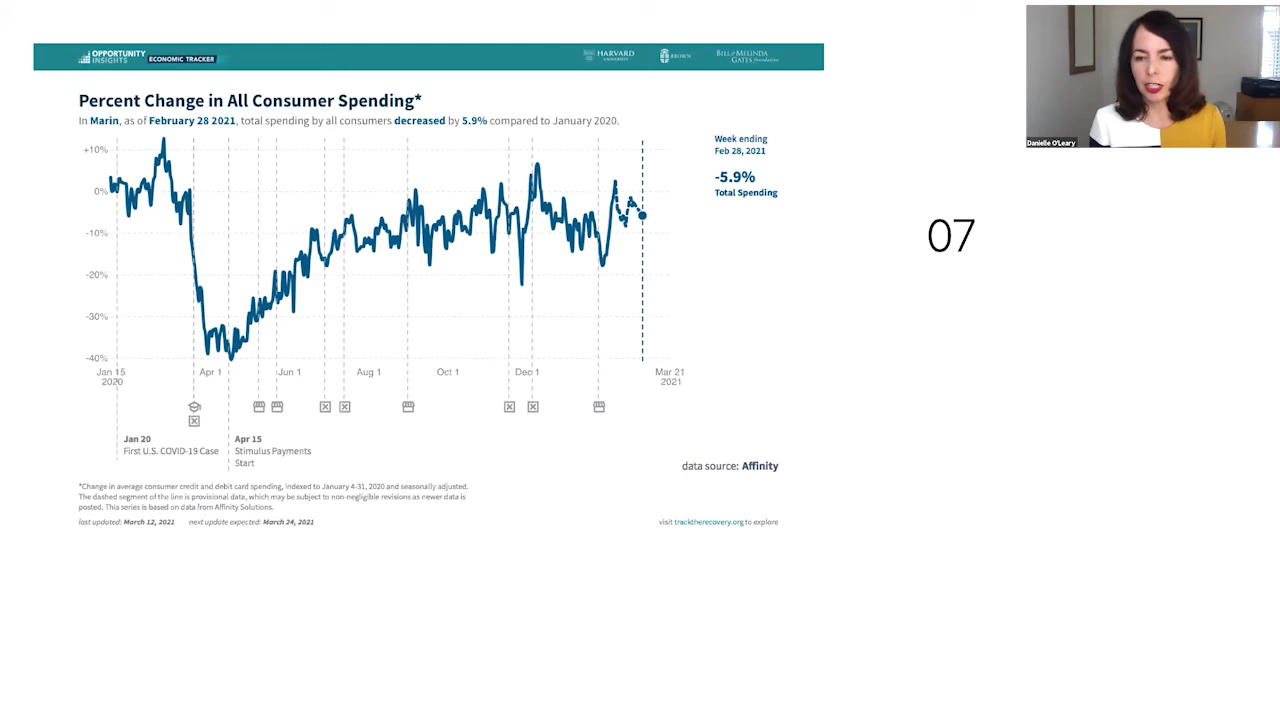 OPPORTUNITY
INSIGHTS
ECONOMIC TRACKER
HARVARD
UNIVERSITY
BROWN
BILL & MELINDA
GATES foundation
Percent Change in All Consumer Spending*
In Marin, as of February 28 2021, total spending by all consumers decreased by 5.9% compared to January 2020.
+10%
0%
-10%
-20%
-30%
-40%
Week ending
Feb 28, 2021
-5.9%
Total Spending
Jan 15
2020
Apr 1
Jun 1
Aug 1
Oct 1
Dec 1
Mar 21
2021
Jan 20
First U.S. COVID-19 Case
Apr 15
Stimulus Payments
Start
data source: Affinity
*Change in average consumer credit and debit card spending, indexed to January 4-31, 2020 and seasonally adjusted.
The dashed segment of the line is provisional data, which may be subject to non-negligible revisions as newer data is
posted. This series is based on data from Affinity Solutions.
last updated: March 12, 2021 next update expected: March 24, 2021
visit tracktherecovery.org to explore
07
Danielle O'Leary